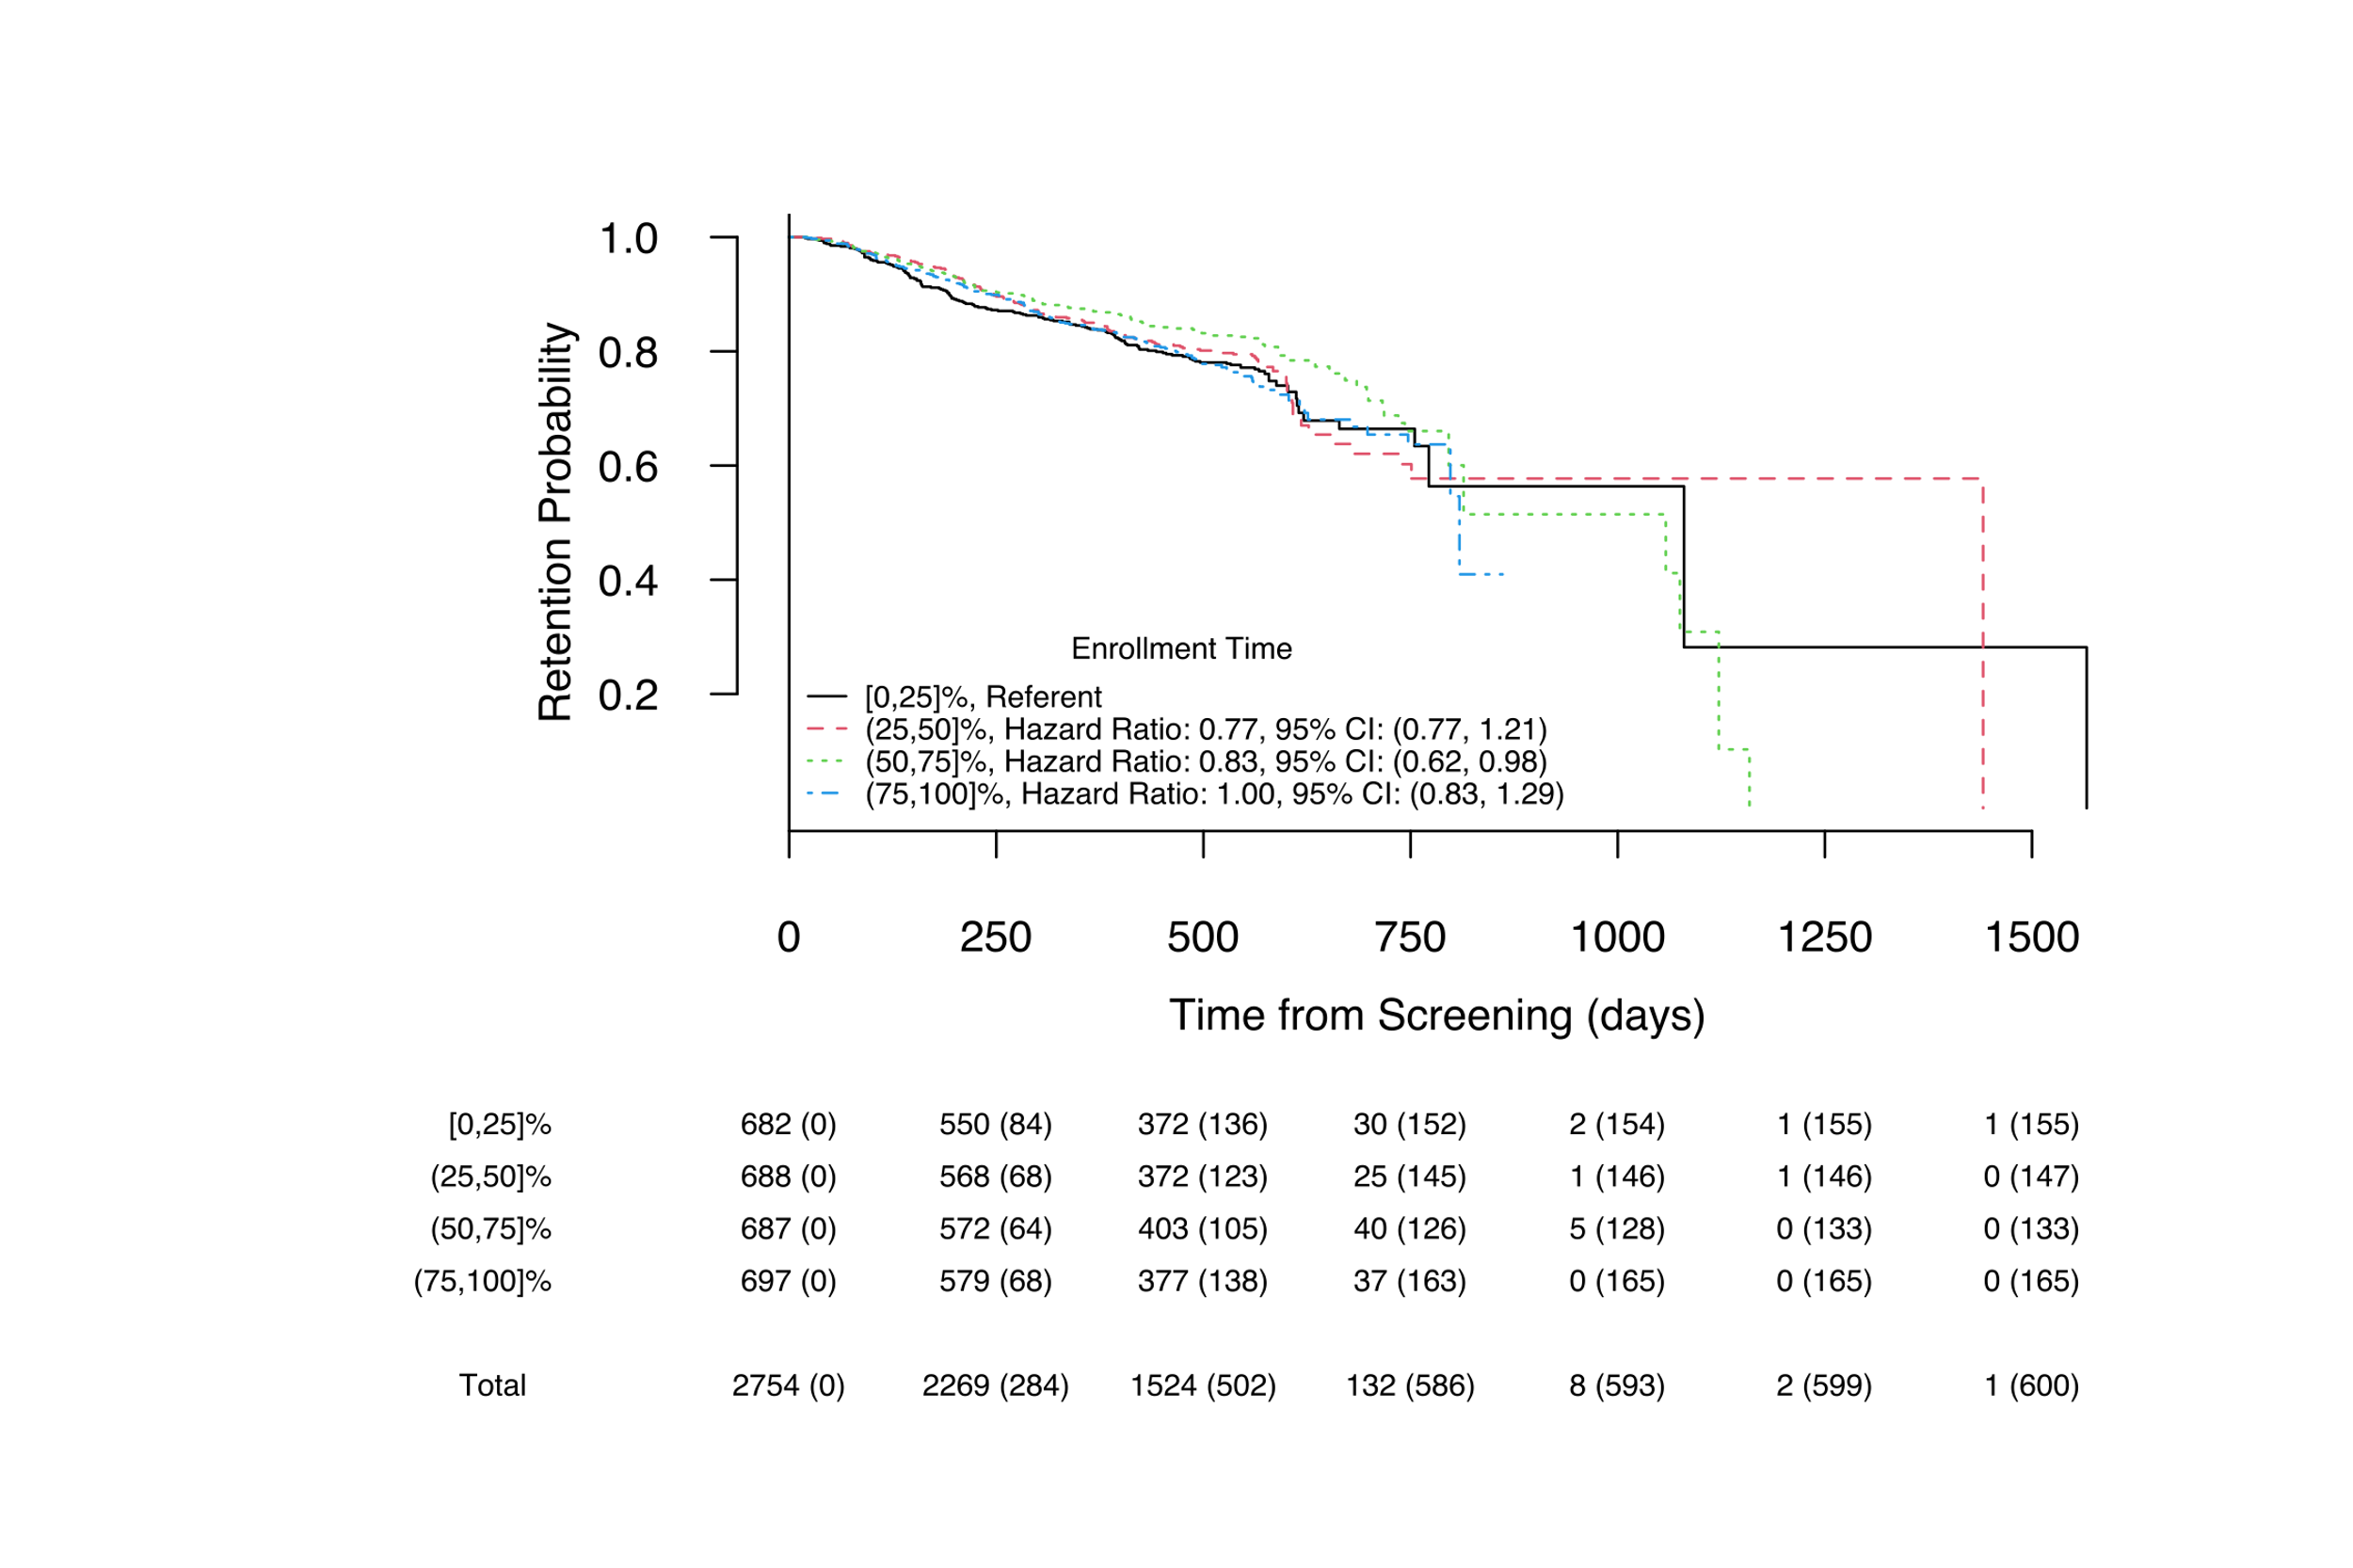 1.0
0.8
0.6
0.4
0.2
Retention Probability
Enrollment Time
[0,25]%, Referent
(25,50]%, Hazard Ratio: 0.77, 95% CI: (0.77, 1.21)
(50,75]%, Hazard Ratio: 0.83, 95% CI: (0.62, 0.98)
(75,100]%, Hazard Ratio: 1.00, 95% CI: (0.83, 1.29)
0 250 500 750 1000 1250 1500
Time from Screening (days)
[0,25]% 682 (0) 550 (84) 372 (136) 30 (152) 2 (154) 1 (155) 1 (155)
(25,50]% 688 (0) 568 (68) 372 (123) 25 (145) 1 (146) 1 (146) 0 (147)
(50,75]% 687 (0) 572 (64) 403 (105) 40 (126) 5 (128) 0 (133) 0 (133)
(75,100]% 697 (0) 579 (68) 377 (138) 37 (163) 0 (165) 0 (165) 0 (165)
Total 2754 (0) 2269 (284) 1524 (502) 132 (586) 8 (593) 2 (599) 1 (600)